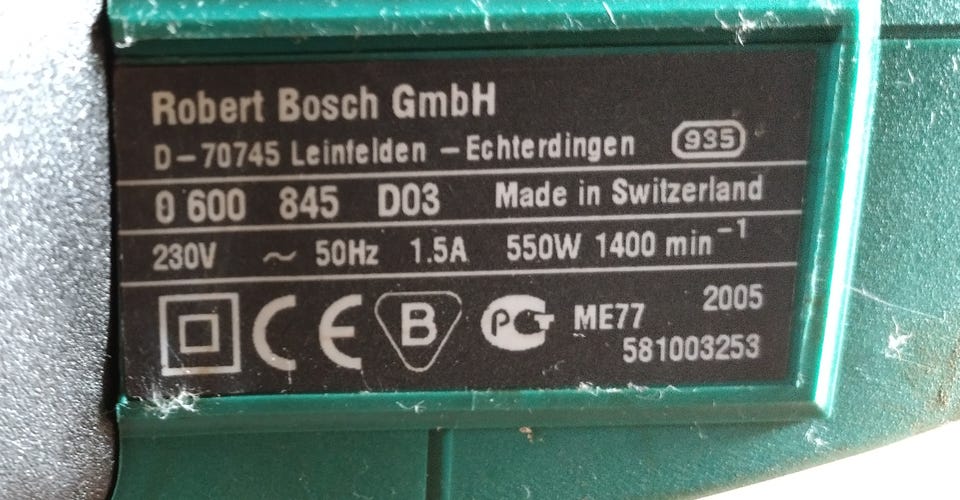 Robert Bosch GmbH
D-70745 Leinfelden - Echterdingen 935
0 600 845 D03 Made in Switzerland
230V ~ 50Hz 1.5A 550W 1400 min⁻¹
CE B PCT ME77 2005
581003253